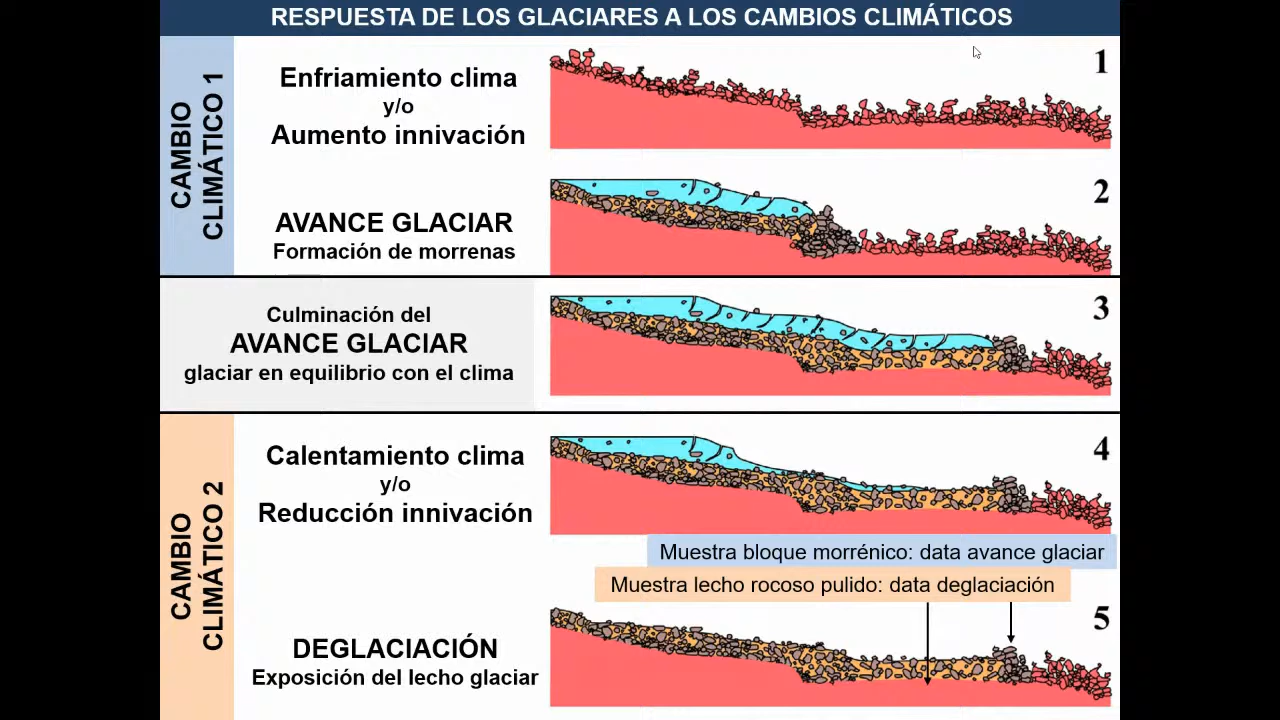 RESPUESTA DE LOS GLACIARES A LOS CAMBIOS CLIMÁTICOS
CAMBIO
CLIMÁTICO 1
Enfriamiento clima
y/o
Aumento innivación
1
AVANCE GLACIAR
Formación de morrenas
2
Culminación del
AVANCE GLACIAR
glaciar en equilibrio con el clima
3
CAMBIO
CLIMÁTICO 2
Calentamiento clima
y/o
Reducción innivación
4
Muestra bloque morrénico: data avance glaciar
Muestra lecho rocoso pulido: data deglaciación
DEGLACIACIÓN
Exposición del lecho glaciar
5